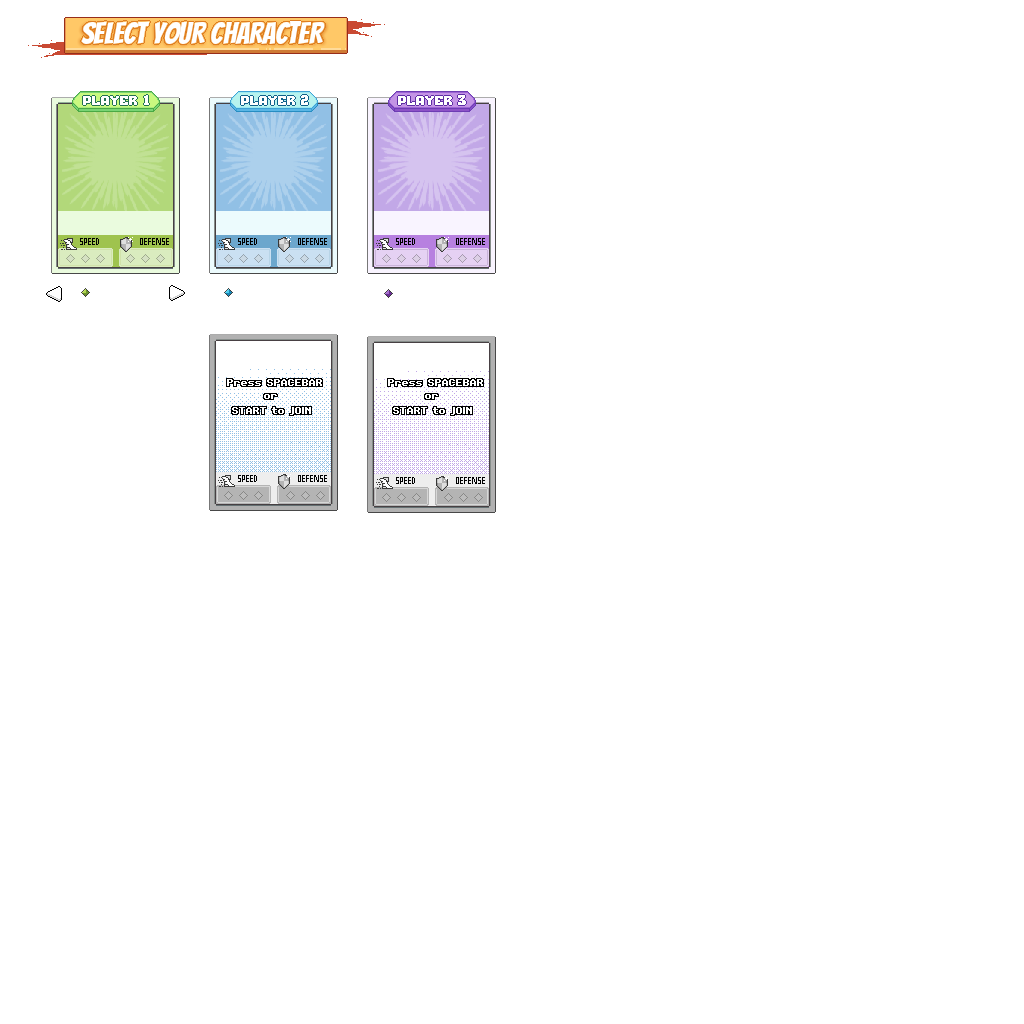 SELECT YOUR CHARACTER
PLAYER 1
PLAYER 2
PLAYER 3
SPEED DEFENSE
SPEED DEFENSE
SPEED DEFENSE
Press SPACEBAR
or
START to JOIN
SPEED DEFENSE
Press SPACEBAR
or
START to JOIN
SPEED DEFENSE